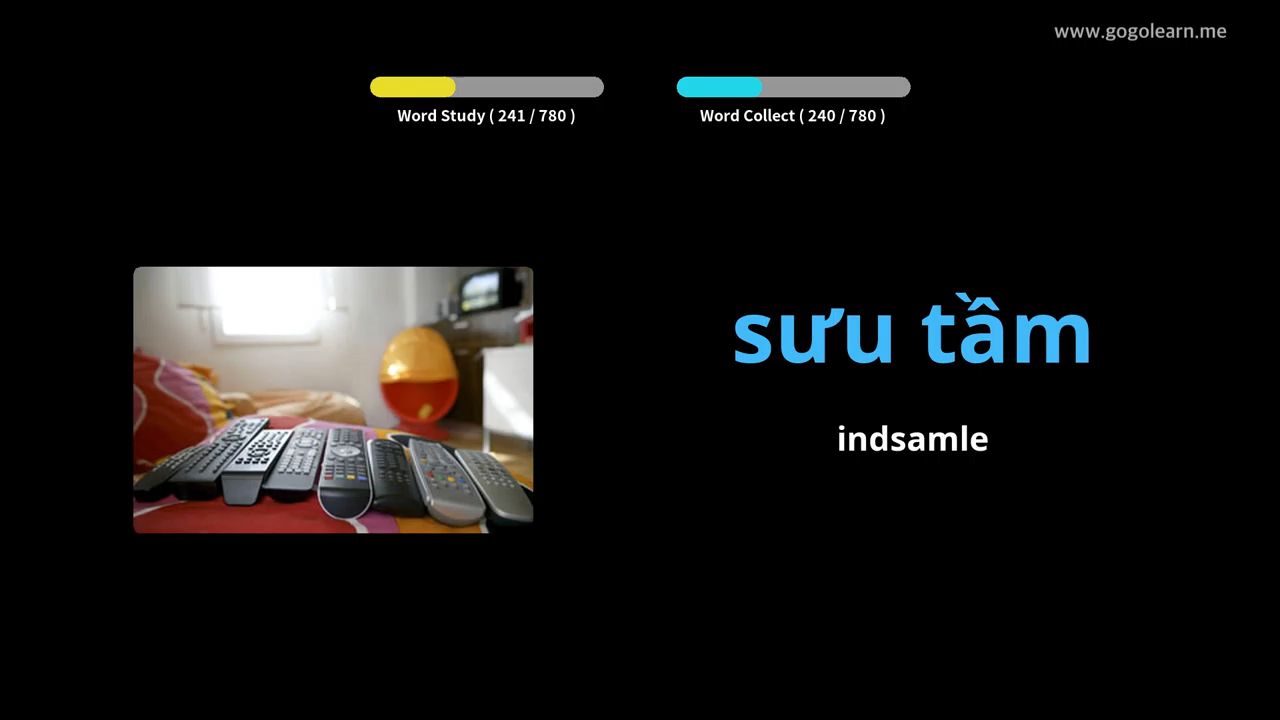 www.gogolearn.me
Word Study ( 241 / 780 )
Word Collect ( 240 / 780 )
sưu tầm
indsamle